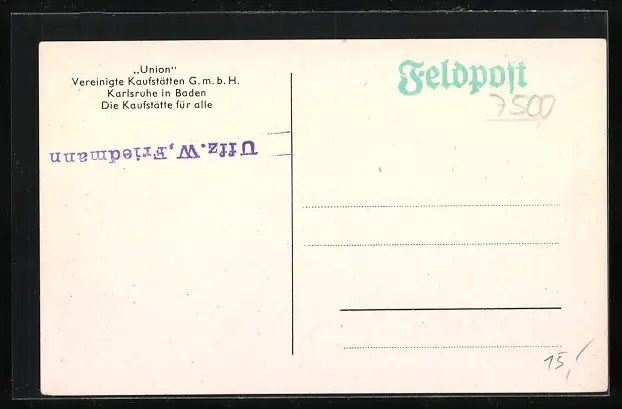 „Union“
Vereinigte Kaufstätten G.m.b.H.
Karlsruhe in Baden
Die Kaufstätte für alle
Uffz.W,Friedmann
Feldpost
7500
15,-